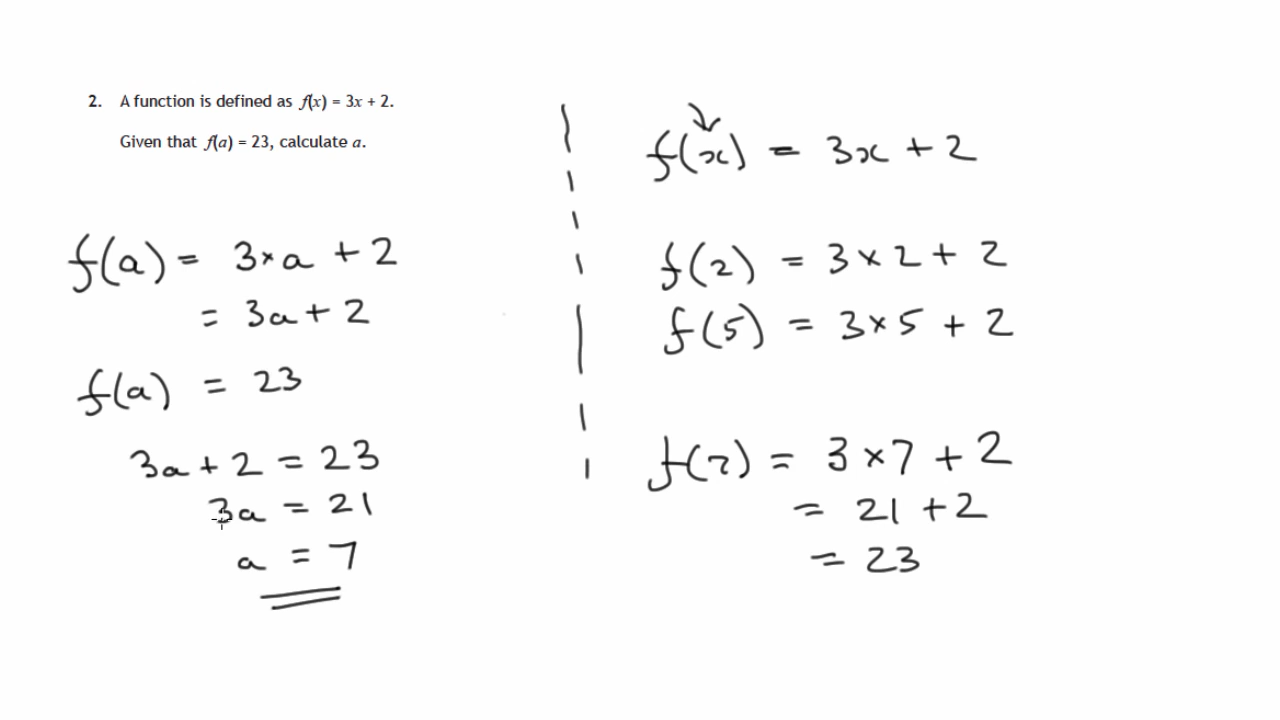 2. A function is defined as f(x) = 3x + 2.
Given that f(a) = 23, calculate a.
f(a) = 3×a + 2
= 3a + 2
f(a) = 23
3a + 2 = 23
3a = 21
a = 7
f(x) = 3x + 2
f(2) = 3 × 2 + 2
f(5) = 3 × 5 + 2
f(7) = 3 × 7 + 2
= 21 + 2
= 23